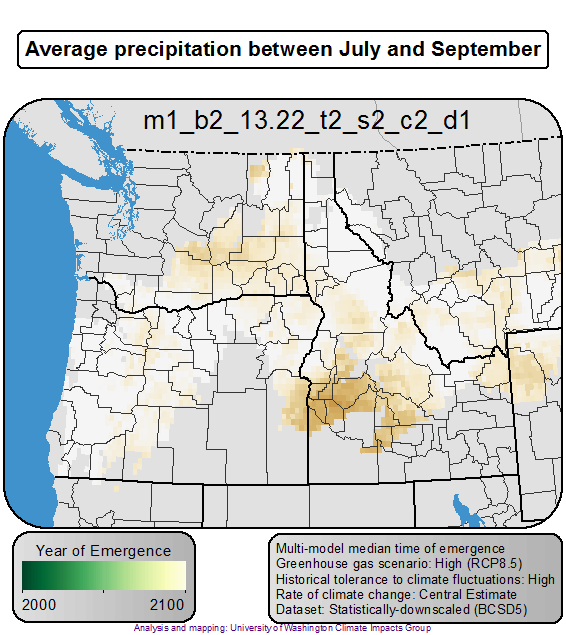 Average precipitation between July and September
m1_b2_13.22_t2_s2_c2_d1
Year of Emergence
2000 2100
Multi-model median time of emergence
Greenhouse gas scenario: High (RCP8.5)
Historical tolerance to climate fluctuations: High
Rate of climate change: Central Estimate
Dataset: Statistically-downscaled (BCSD5)
Analysis and mapping: University of Washington Climate Impacts Group